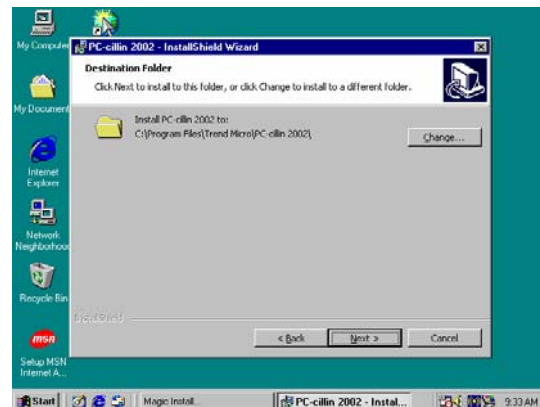 My Computer
PC-cillin 2002 - InstallShield Wizard
Destination Folder
Click Next to install to this folder, or click Change to install to a different folder.
My Document
Install PC-cillin 2002 to:
C:\Program Files\Trend Micro\PC-cillin 2002\
Change...
Internet
Explorer
Network
Neighborhood
Recycle Bin
InstallShield
< Back
Next >
Cancel
msn
Setup MSN
Internet A...
Start
Magic Install...
PC-cillin 2002 - Instal...
9:33 AM